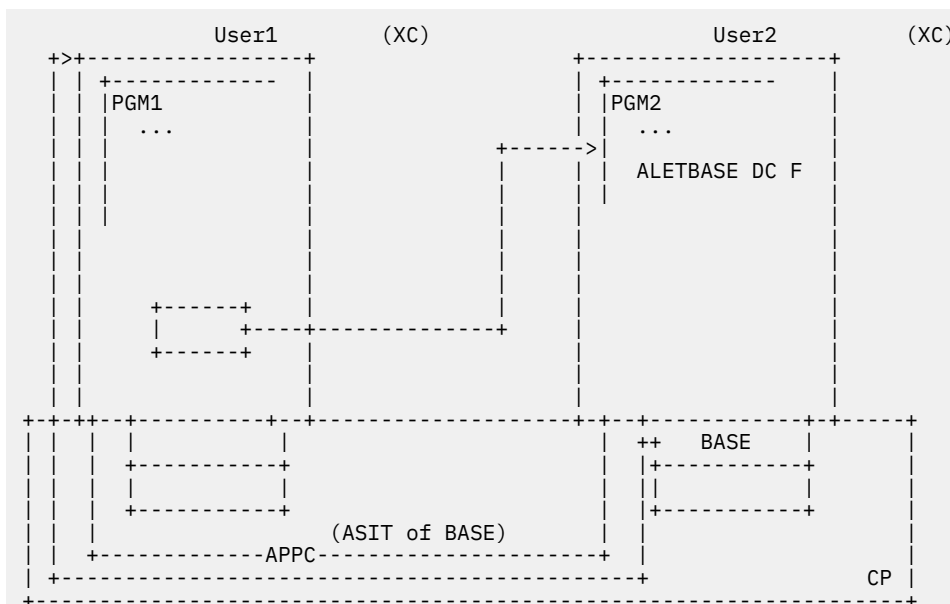 User1 (XC) User2 (XC)
PGM1 PGM2
... ...
ALETBASE DC F
BASE
(ASIT of BASE)
APPC
CP